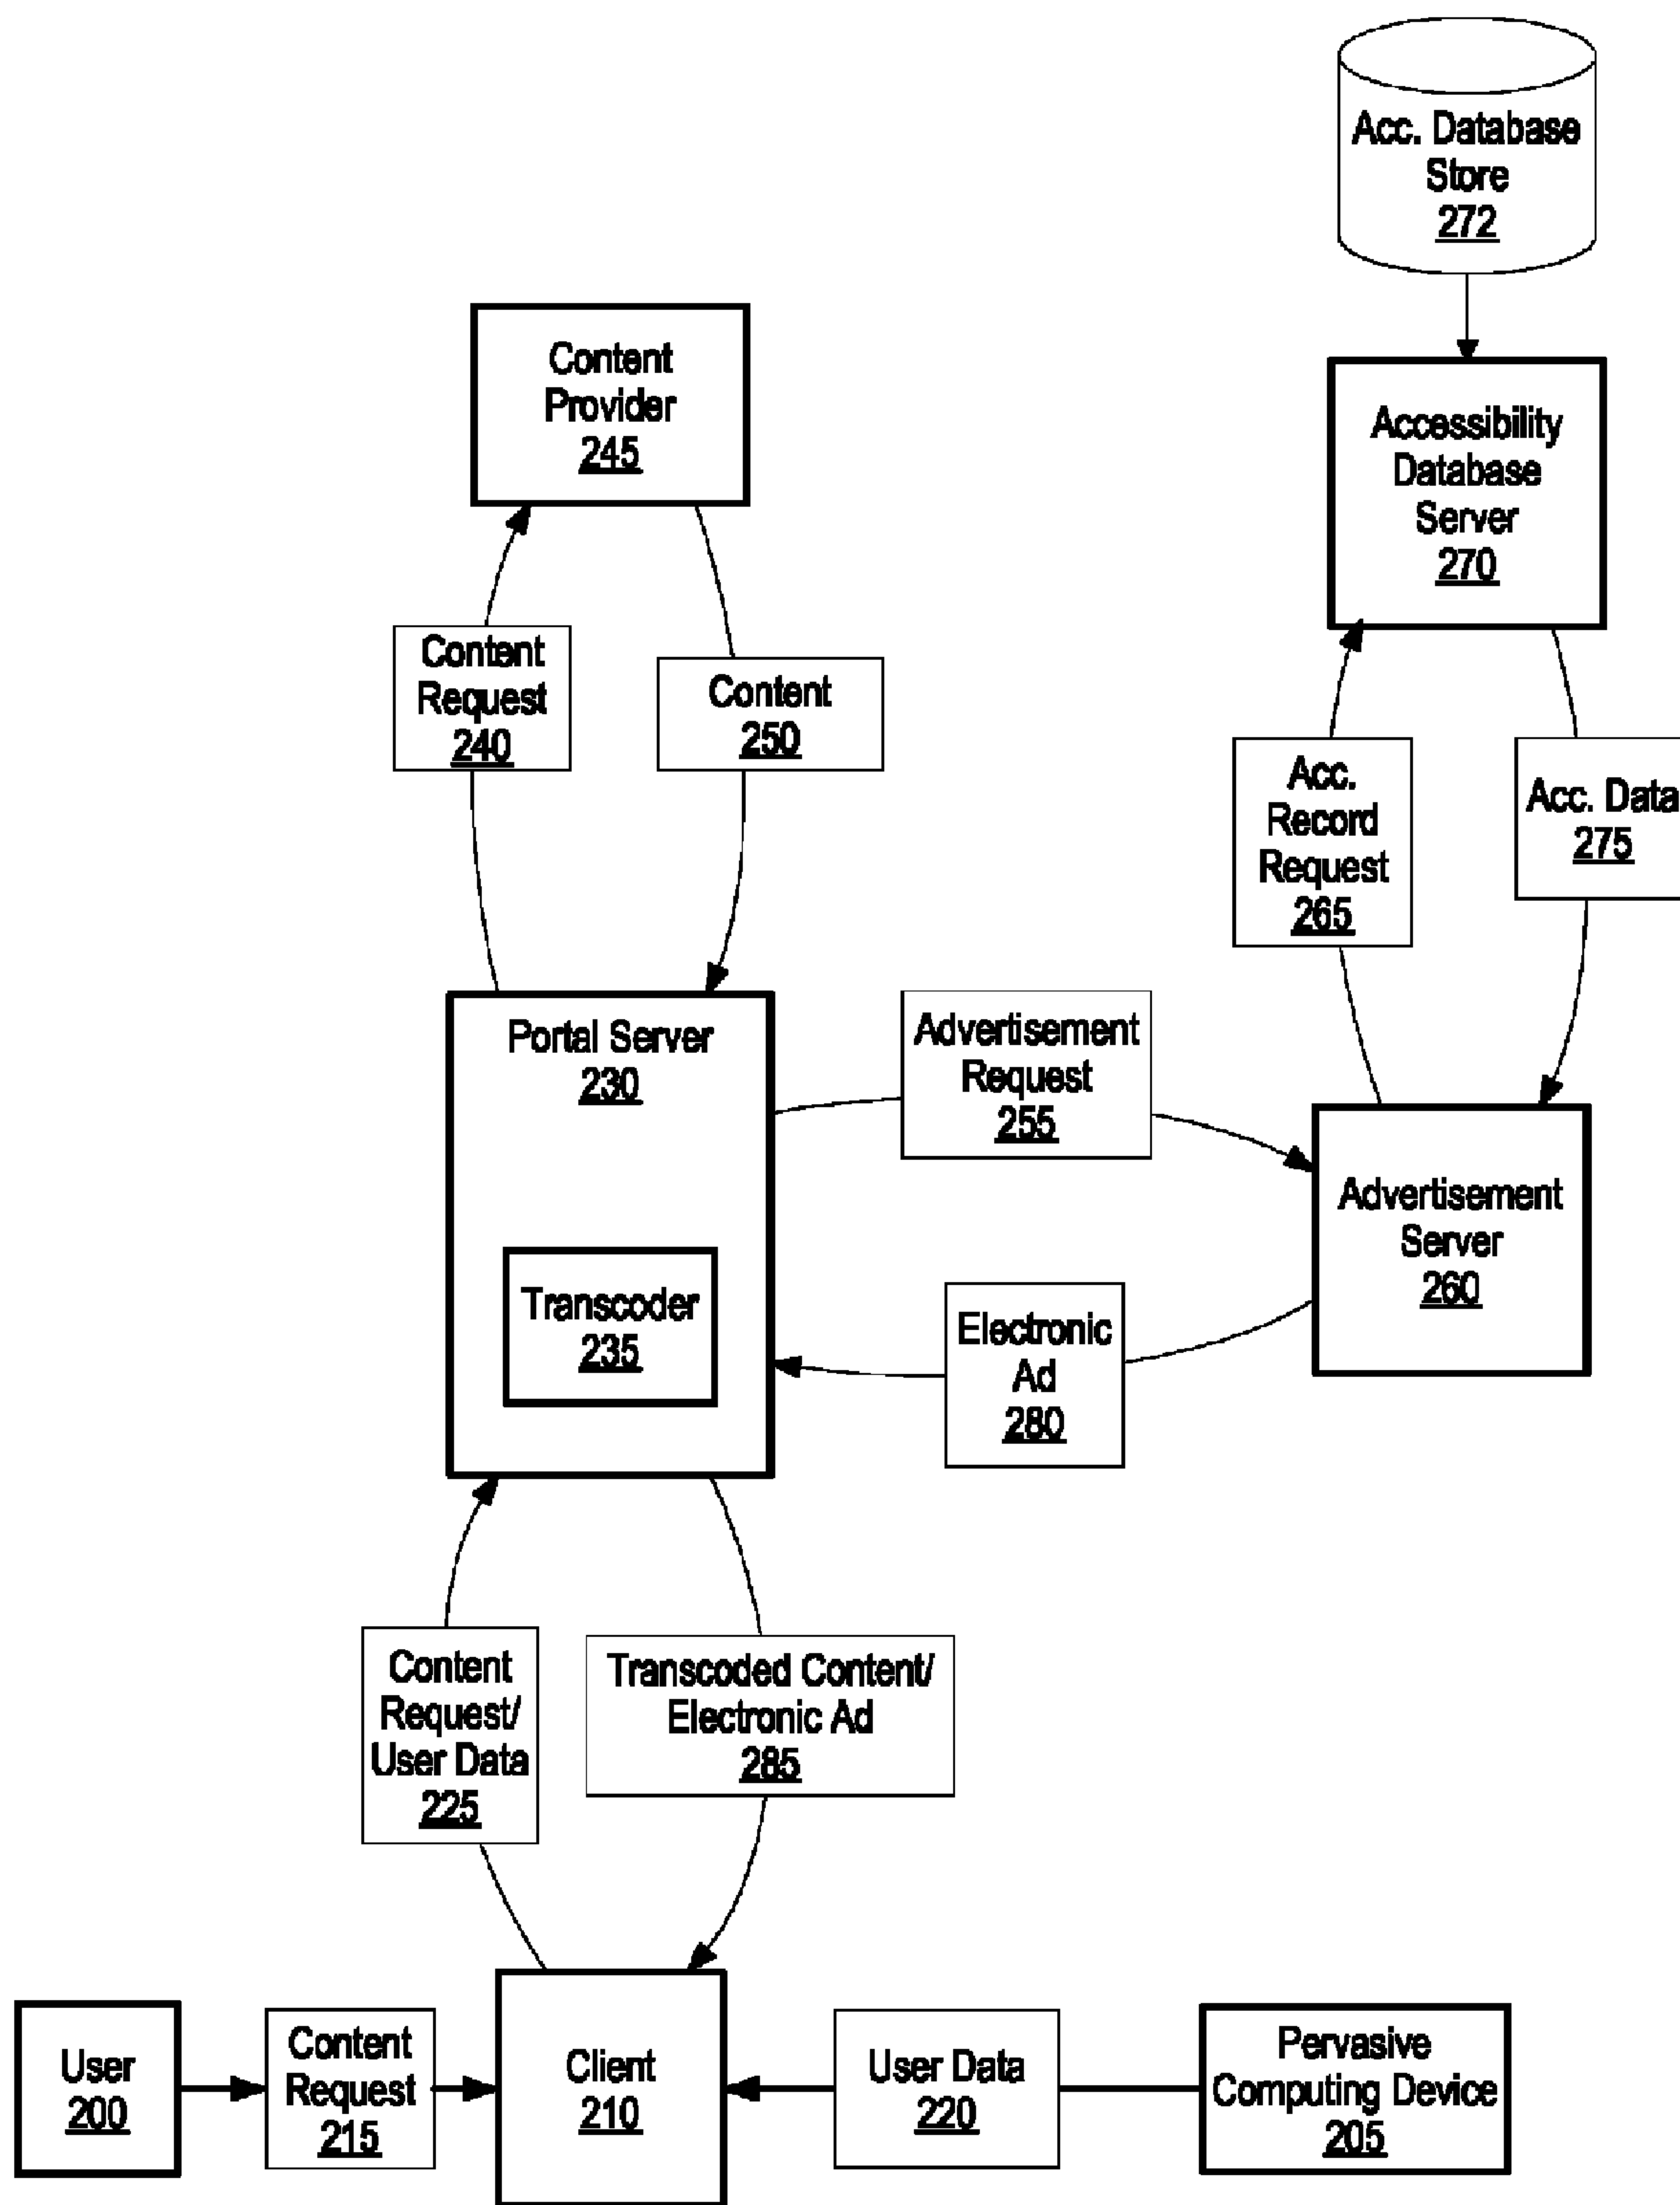 Acc. Database
Store
272
Content
Provider
245
Accessibility
Database
Server
270
Content
Request
240
Content
250
Acc.
Record
Request
265
Acc. Data
275
Portal Server
230
Advertisement
Request
255
Advertisement
Server
260
Transcoder
235
Electronic
Ad
280
Content
Request/
User Data
225
Transcoded Content/
Electronic Ad
285
User
200
Content
Request
215
Client
210
User Data
220
Pervasive
Computing Device
205